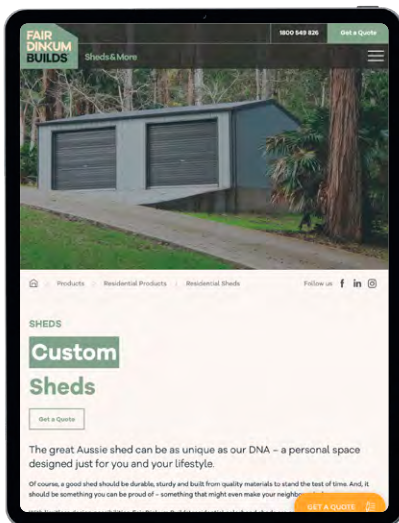 FAIR
DINKUM
BUILDS
Sheds&More
1800 549 826
Get a Quote
Products
Residential Products
Residential Sheds
Follow us
SHEDS
Custom
Sheds
Get a Quote
The great Aussie shed can be as unique as our DNA – a personal space
designed just for you and your lifestyle.
Of course, a good shed should be durable, sturdy and built from quality materials to stand the test of time. And, it
should be something you can be proud of – something that might even make your
GET A QUOTE